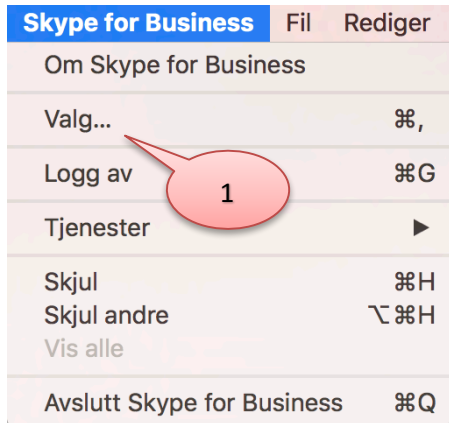 Skype for Business Fil Rediger
Om Skype for Business
Valg... ⌘,
Logg av ⌘G
1
Tjenester ▶
Skjul ⌘H
Skjul andre ⌥⌘H
Vis alle
Avslutt Skype for Business ⌘Q